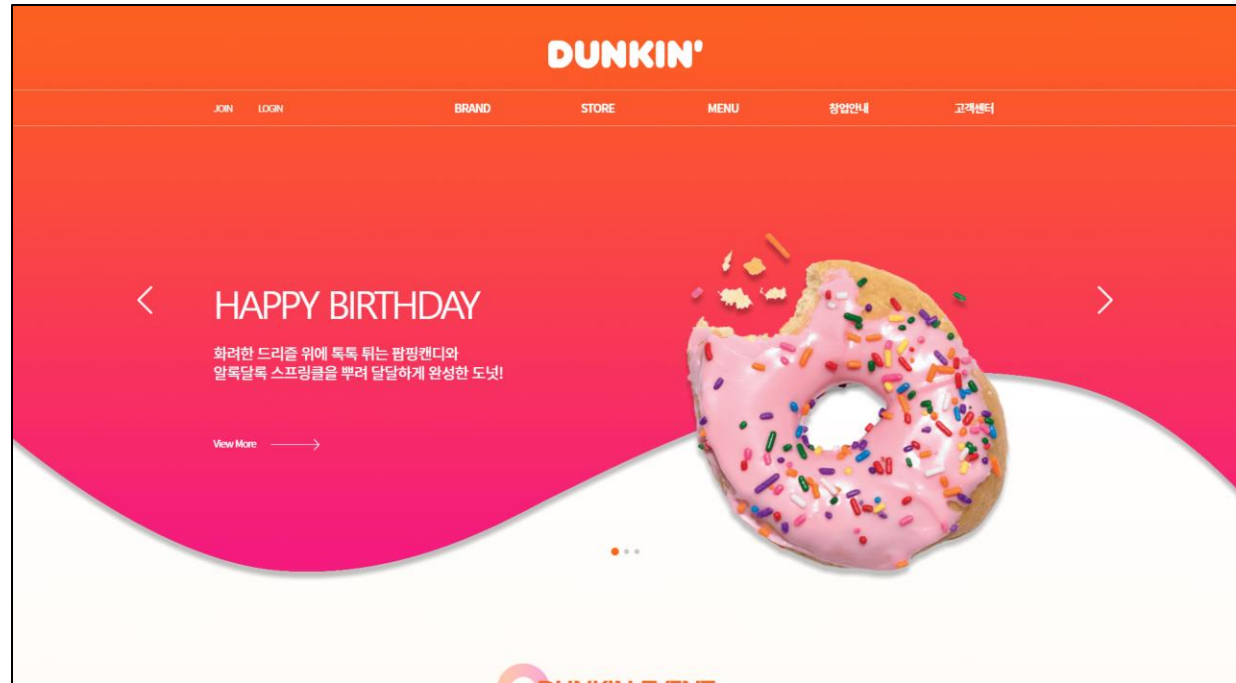 DUNKIN'
JOIN LOGIN BRAND STORE MENU 창업안내 고객센터
HAPPY BIRTHDAY
화려한 드리즐 위에 톡톡 튀는 팝핑캔디와
알록달록 스프링클을 뿌려 달달하게 완성한 도넛!
View More
DUNKIN EVENT